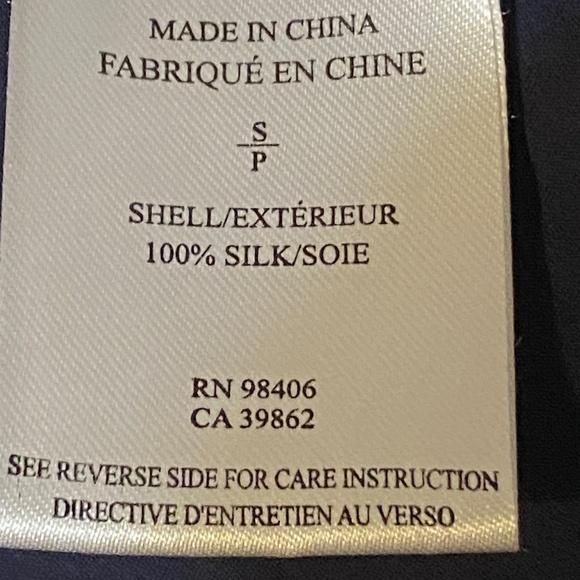 MADE IN CHINA
FABRIQUÉ EN CHINE
S
P
SHELL/EXTÉRIEUR
100% SILK/SOIE
RN 98406
CA 39862
SEE REVERSE SIDE FOR CARE INSTRUCTION
DIRECTIVE D'ENTRETIEN AU VERSO